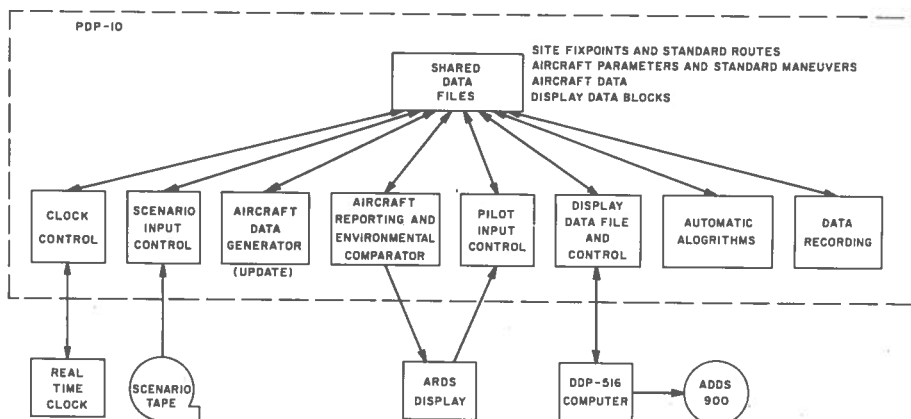 PDP-10
SHARED
DATA
FILES
SITE FIXPOINTS AND STANDARD ROUTES
AIRCRAFT PARAMETERS AND STANDARD MANEUVERS
AIRCRAFT DATA
DISPLAY DATA BLOCKS
CLOCK
CONTROL
SCENARIO
INPUT
CONTROL
AIRCRAFT
DATA
GENERATOR
(UPDATE)
AIRCRAFT
REPORTING AND
ENVIRONMENTAL
COMPARATOR
PILOT
INPUT
CONTROL
DISPLAY
DATA FILE
AND
CONTROL
AUTOMATIC
ALOGRITHMS
DATA
RECORDING
REAL
TIME
CLOCK
SCENARIO
TAPE
ARDS
DISPLAY
DDP-516
COMPUTER
ADDS
900